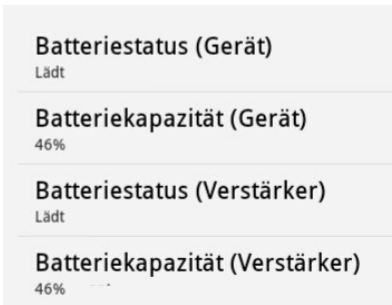 Batteriestatus (Gerät)
Lädt
Batteriekapazität (Gerät)
46%
Batteriestatus (Verstärker)
Lädt
Batteriekapazität (Verstärker)
46%